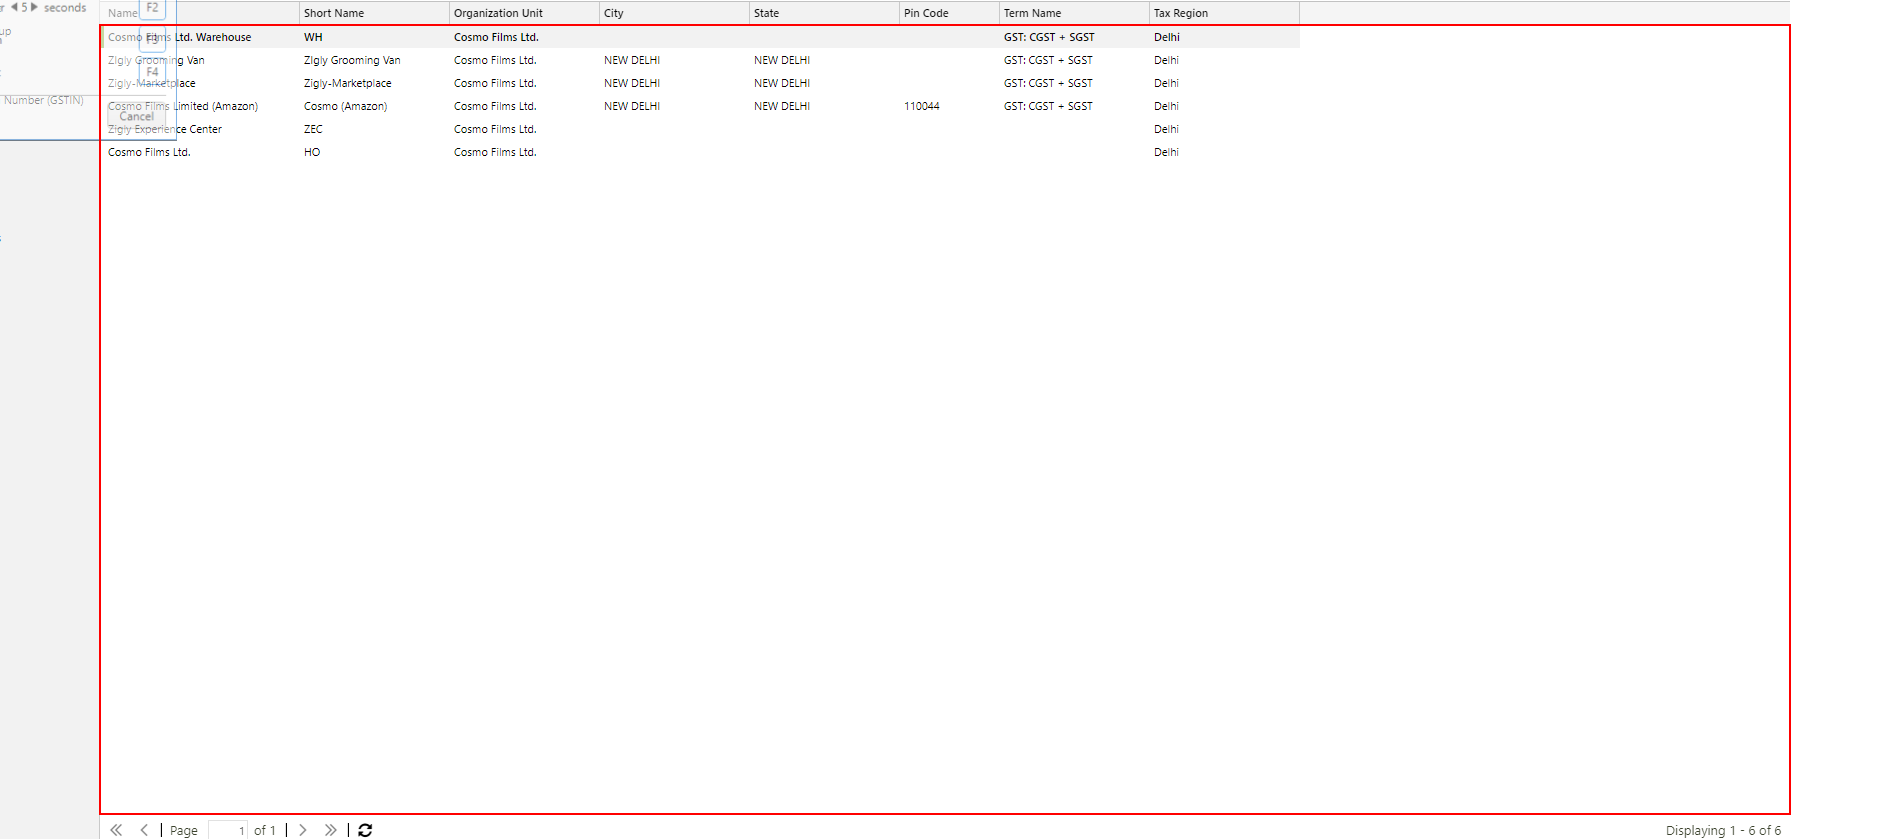 r ◀ 5 ▶ seconds F2
up
F3
F4
Number (GSTIN)
Cancel
Name Short Name Organization Unit City State Pin Code Term Name Tax Region
Cosmo Films Ltd. Warehouse WH Cosmo Films Ltd. GST: CGST + SGST Delhi
Zigly Grooming Van Zigly Grooming Van Cosmo Films Ltd. NEW DELHI NEW DELHI GST: CGST + SGST Delhi
Zigly-Marketplace Zigly-Marketplace Cosmo Films Ltd. NEW DELHI NEW DELHI GST: CGST + SGST Delhi
Cosmo Films Limited (Amazon) Cosmo (Amazon) Cosmo Films Ltd. NEW DELHI NEW DELHI 110044 GST: CGST + SGST Delhi
Zigly Experience Center ZEC Cosmo Films Ltd. Delhi
Cosmo Films Ltd. HO Cosmo Films Ltd. Delhi
Page 1 of 1 Displaying 1 - 6 of 6